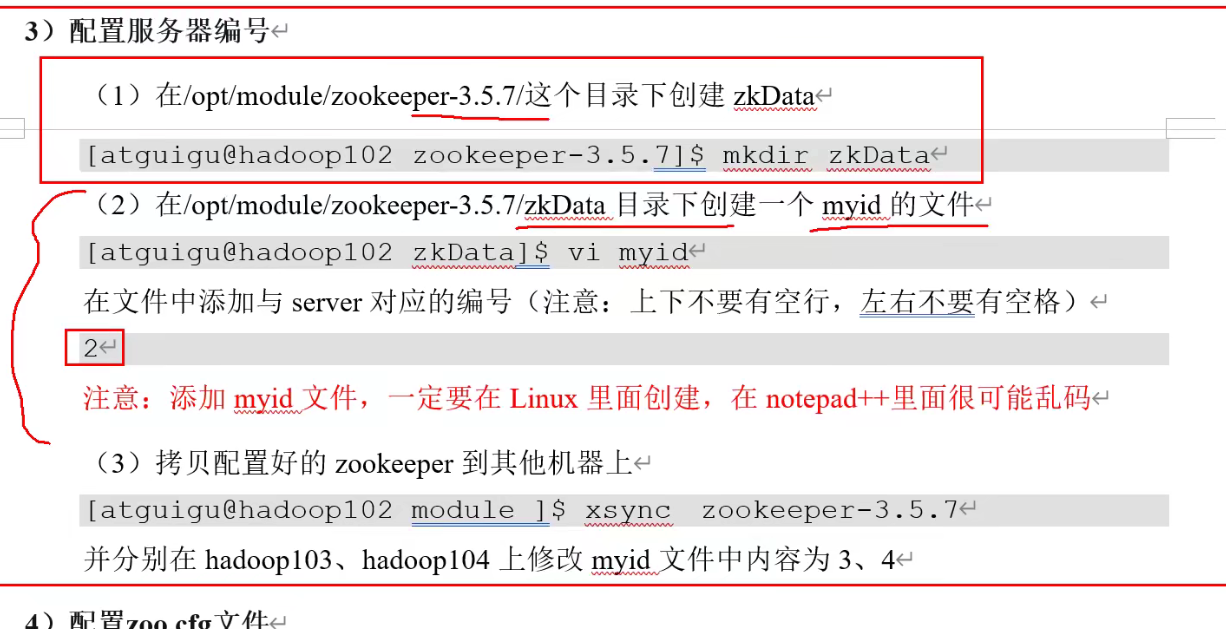 3）配置服务器编号
（1）在/opt/module/zookeeper-3.5.7/这个目录下创建 zkData
[atguigu@hadoop102 zookeeper-3.5.7]$ mkdir zkData
（2）在/opt/module/zookeeper-3.5.7/zkData 目录下创建一个 myid 的文件
[atguigu@hadoop102 zkData]$ vi myid
在文件中添加与 server 对应的编号（注意：上下不要有空行，左右不要有空格）
2
注意：添加 myid 文件，一定要在 Linux 里面创建，在 notepad++里面很可能乱码
（3）拷贝配置好的 zookeeper 到其他机器上
[atguigu@hadoop102 module ]$ xsync  zookeeper-3.5.7
并分别在 hadoop103、hadoop104 上修改 myid 文件中内容为 3、4
4）配置zoo.cfg文件